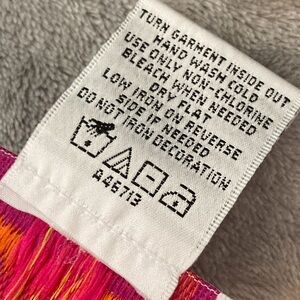 TURN GARMENT INSIDE OUT
HAND WASH COLD
USE ONLY NON-CHLORINE
BLEACH WHEN NEEDED
DRY FLAT
LOW IRON ON REVERSE
SIDE IF NEEDED
DO NOT IRON DECORATION
A46713